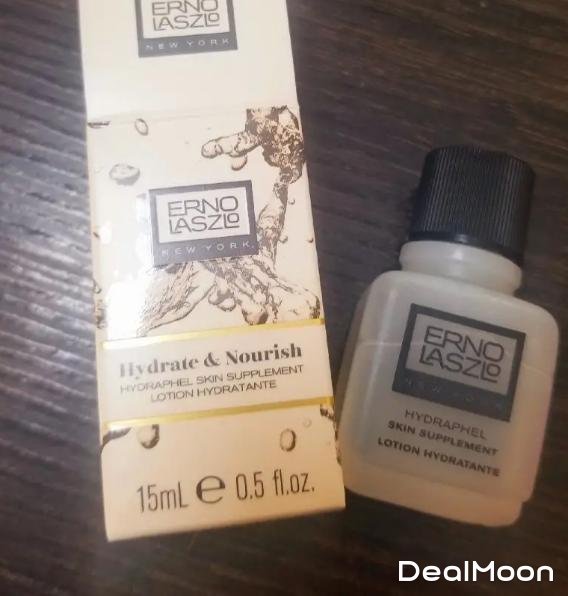 ERNO
LASZLO
NEW YORK
ERNO
LASZLO
NEW YORK
Hydrate & Nourish
HYDRAPHEL SKIN SUPPLEMENT
LOTION HYDRATANTE
15mL e 0.5 fl.oz.
ERNO
LASZLO
NEW YORK
HYDRAPHEL
SKIN SUPPLEMENT
LOTION HYDRATANTE
DealMoon